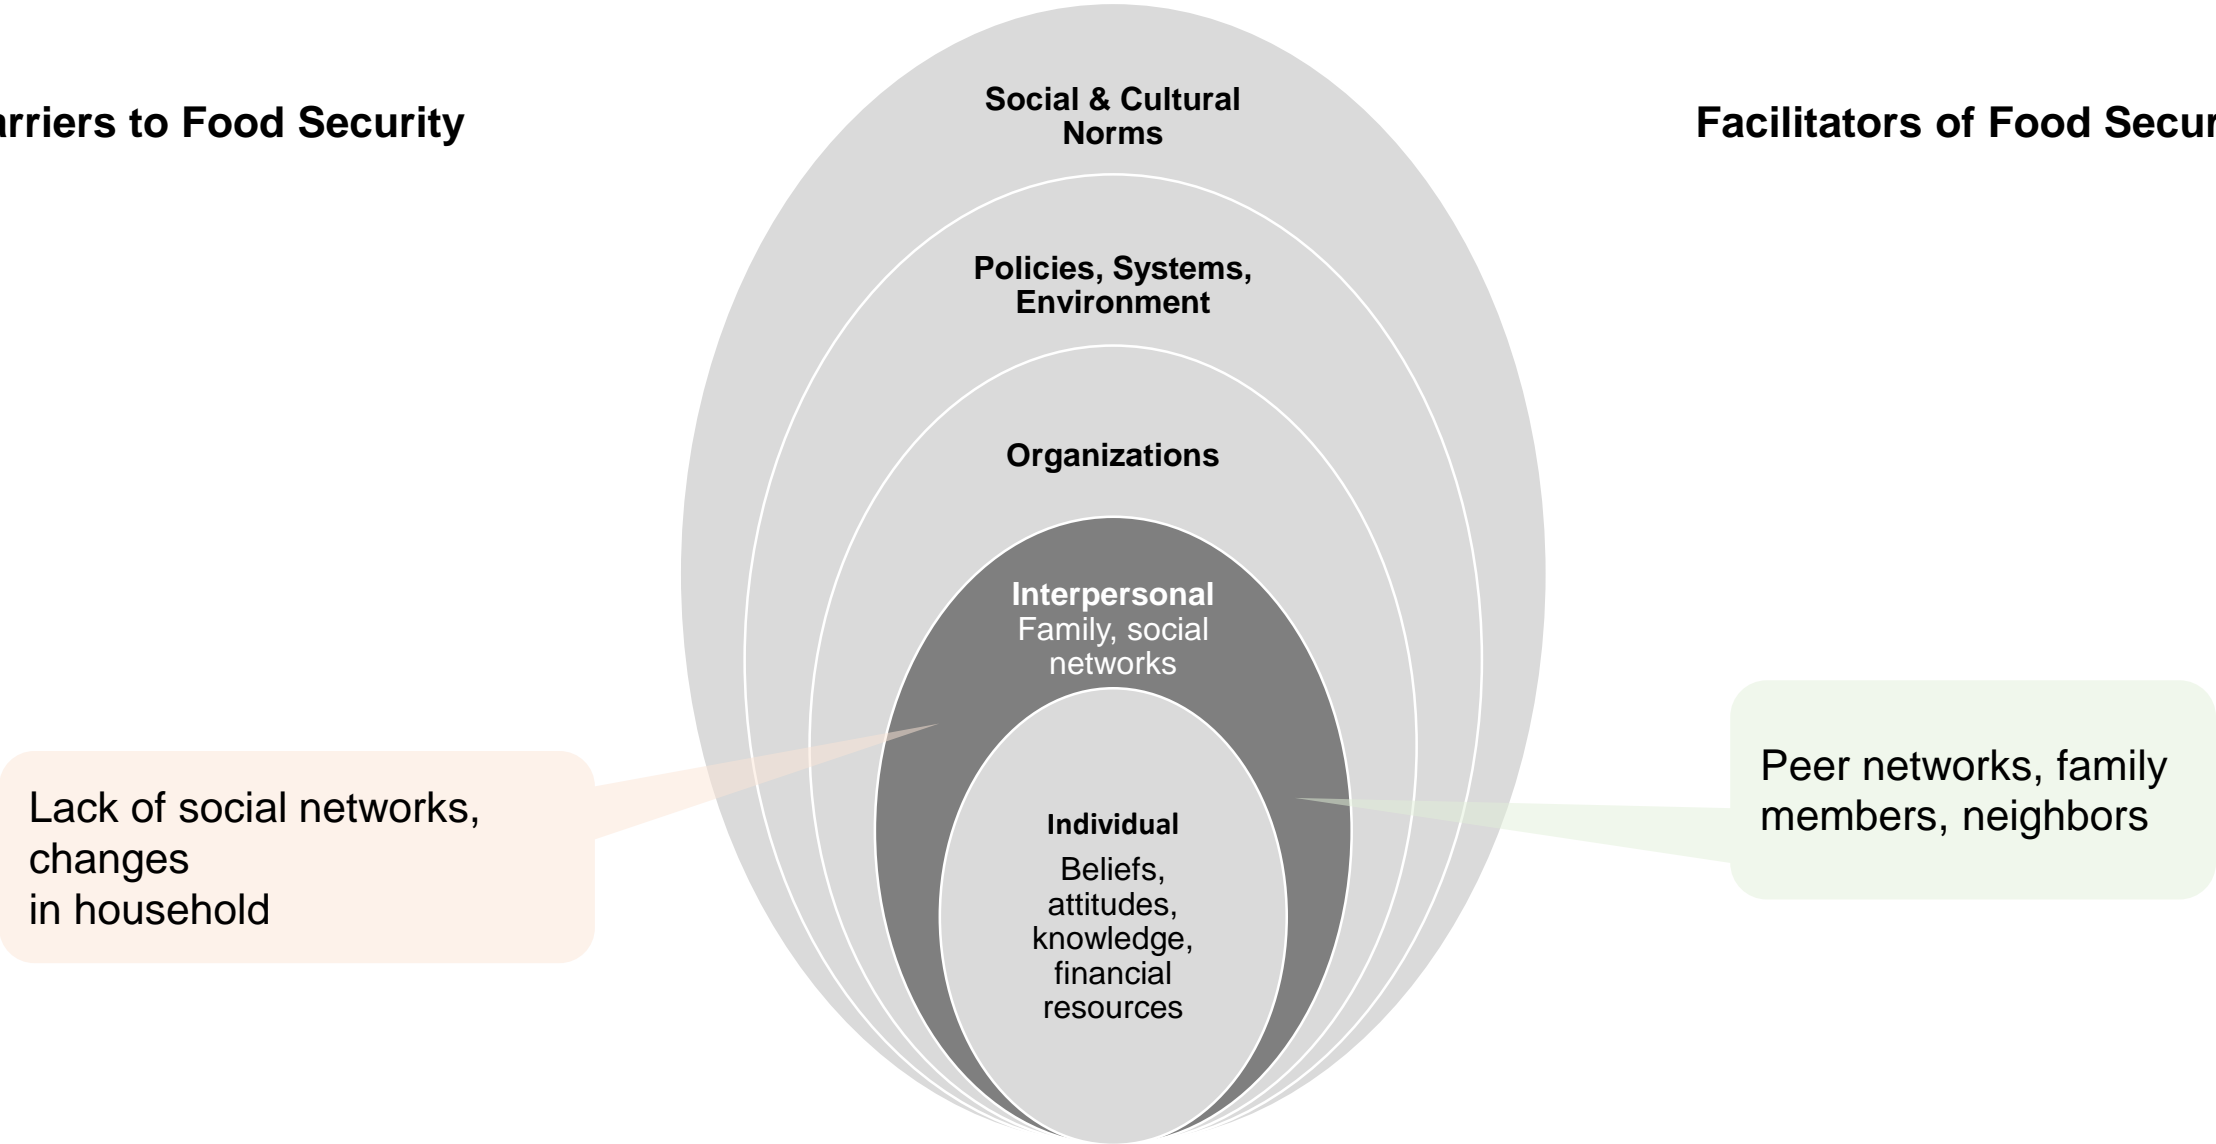 arriers to Food Security
Facilitators of Food Secur
Social & Cultural
Norms
Policies, Systems,
Environment
Organizations
Interpersonal
Family, social
networks
Lack of social networks,
changes
in household
Peer networks, family
members, neighbors
Individual
Beliefs,
attitudes,
knowledge,
financial
resources